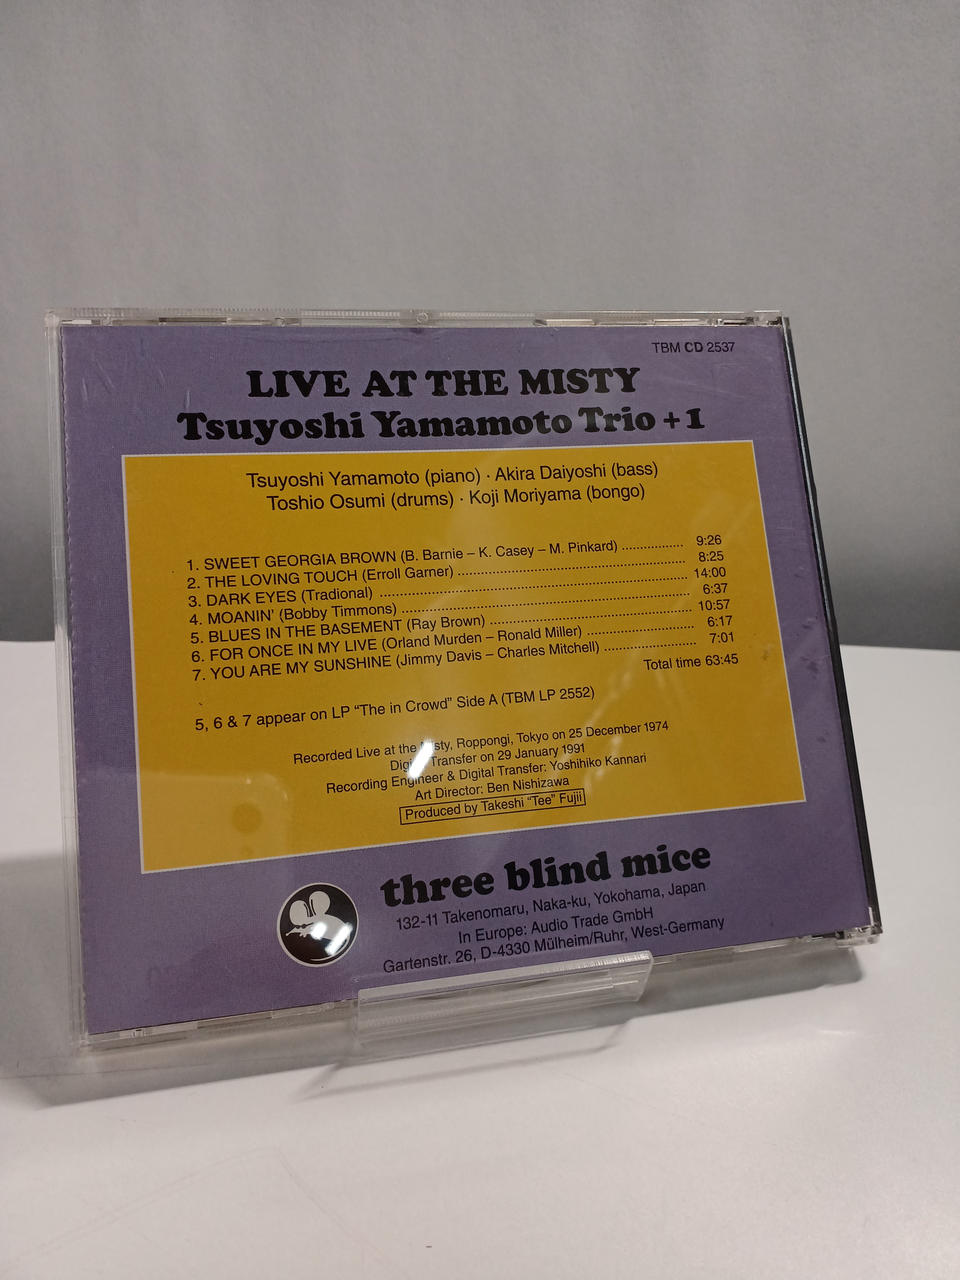 TBM CD 2537
LIVE AT THE MISTY
Tsuyoshi Yamamoto Trio + 1
Tsuyoshi Yamamoto (piano) · Akira Daiyoshi (bass)
Toshio Osumi (drums) · Koji Moriyama (bongo)
1. SWEET GEORGIA BROWN (B. Barnie – K. Casey – M. Pinkard) ................ 9:26
2. THE LOVING TOUCH (Erroll Garner) ................ 8:25
3. DARK EYES (Tradional) ................ 14:00
4. MOANIN' (Bobby Timmons) ................ 6:37
5. BLUES IN THE BASEMENT (Ray Brown) ................ 10:57
6. FOR ONCE IN MY LIVE (Orland Murden – Ronald Miller) ................ 6:17
7. YOU ARE MY SUNSHINE (Jimmy Davis – Charles Mitchell) ................ 7:01
Total time 63:45
5, 6 & 7 appear on LP "The in Crowd" Side A (TBM LP 2552)
Recorded Live at the Misty, Roppongi, Tokyo on 25 December 1974
Digital Transfer on 29 January 1991
Recording Engineer & Digital Transfer: Yoshihiko Kannari
Art Director: Ben Nishizawa
Produced by Takeshi "Tee" Fujii
three blind mice
132-11 Takenomaru, Naka-ku, Yokohama, Japan
In Europe: Audio Trade GmbH
Gartenstr. 26, D-4330 Mülheim/Ruhr, West-Germany